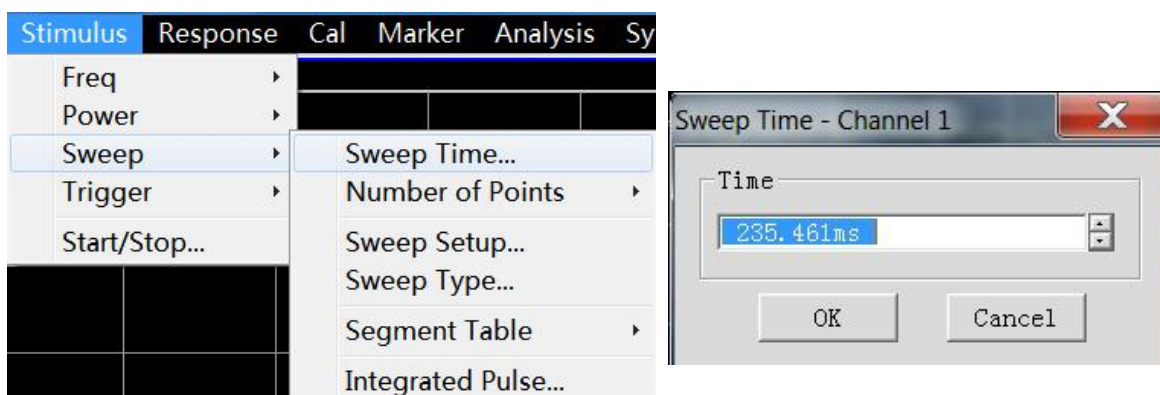 Stimulus Response Cal Marker Analysis Sy
Freq
Power
Sweep
Trigger
Start/Stop...
Sweep Time...
Number of Points
Sweep Setup...
Sweep Type...
Segment Table
Integrated Pulse...
Sweep Time - Channel 1
Time
235.461ms
OK Cancel